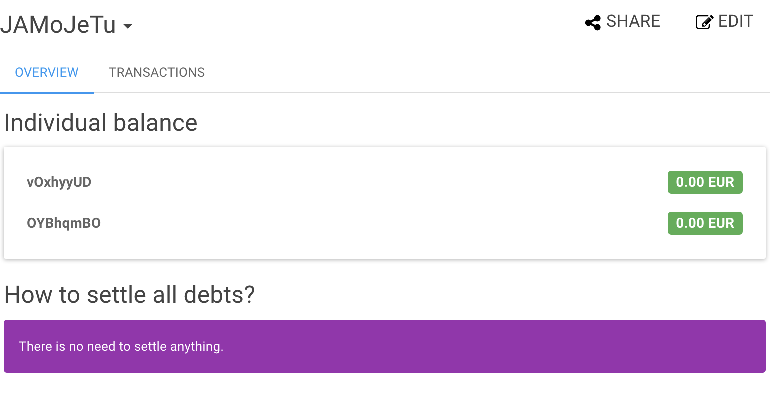 JAMoJeTu
SHARE
EDIT
OVERVIEW
TRANSACTIONS
Individual balance
vOxhyyUD 0.00 EUR
OYBhqmBO 0.00 EUR
How to settle all debts?
There is no need to settle anything.